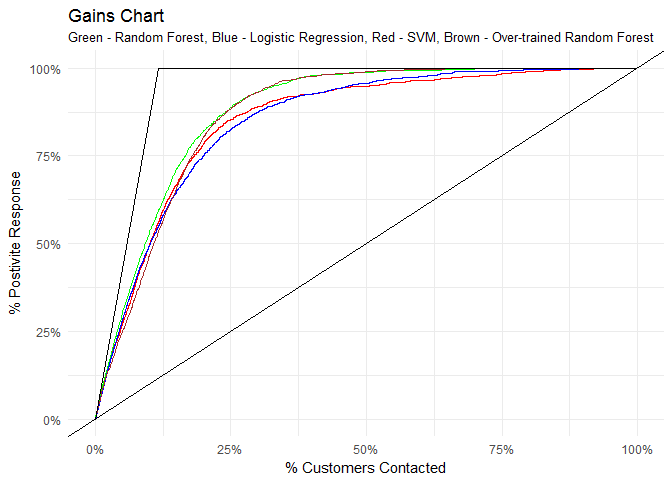 Gains Chart
Green - Random Forest, Blue - Logistic Regression, Red - SVM, Brown - Over-trained Random Forest
100%
75%
50%
25%
0%
% Postivite Response
0% 25% 50% 75% 100%
% Customers Contacted